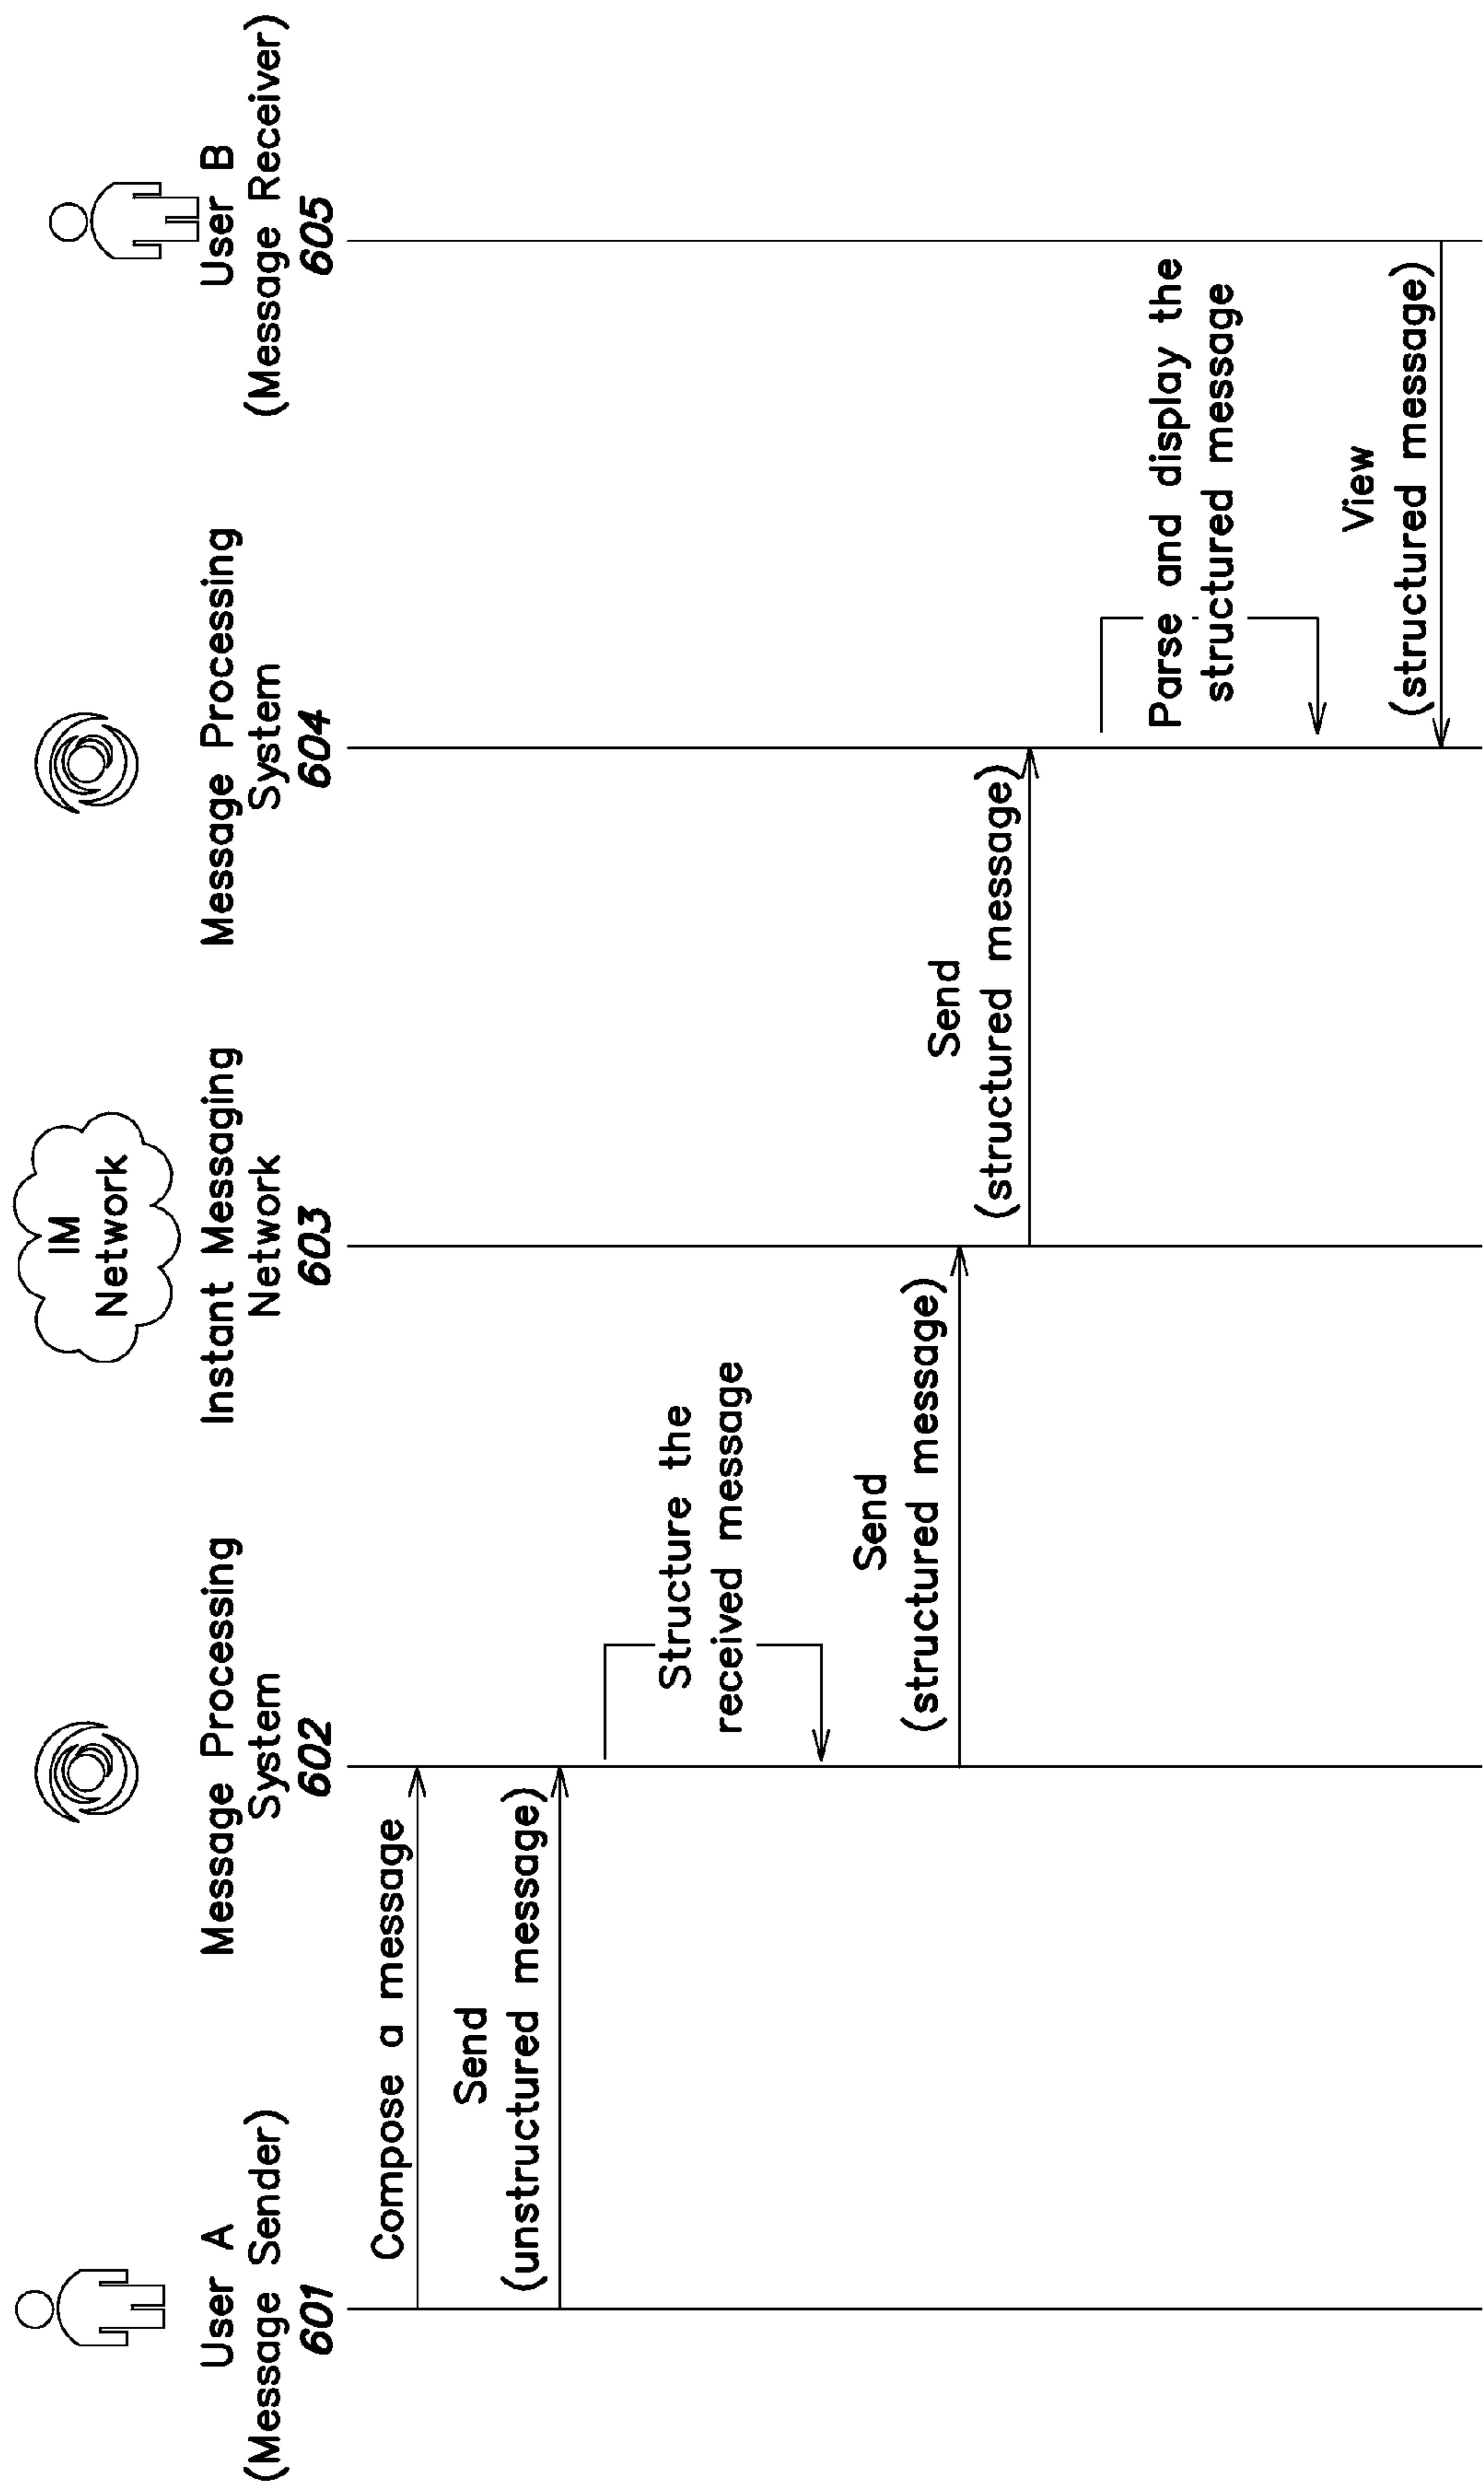 User A
(Message Sender)
601
Message Processing
System
602
IM
Network
Instant Messaging
Network
603
Message Processing
System
604
User B
(Message Receiver)
605
Compose a message
Send
(unstructured message)
Structure the
received message
Send
(structured message)
Send
(structured message)
Parse and display the
structured message
View
(structured message)